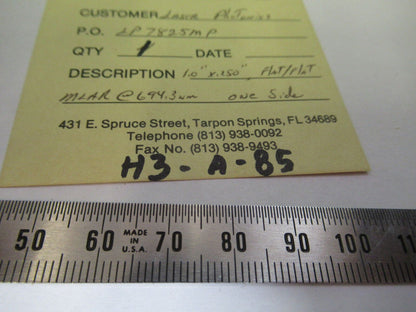 CUSTOMER Laser Photonics
P.O. LP7825MP
QTY 1 DATE
DESCRIPTION 1.0" x .250", Flat/Flat
MLAR @ 694.3nm one Side
431 E. Spruce Street, Tarpon Springs, FL 34689
Telephone (813) 938-0092
Fax No. (813) 938-9493
H3-A-85
50 60 MADE IN U.S.A. 70 80 90 100 11